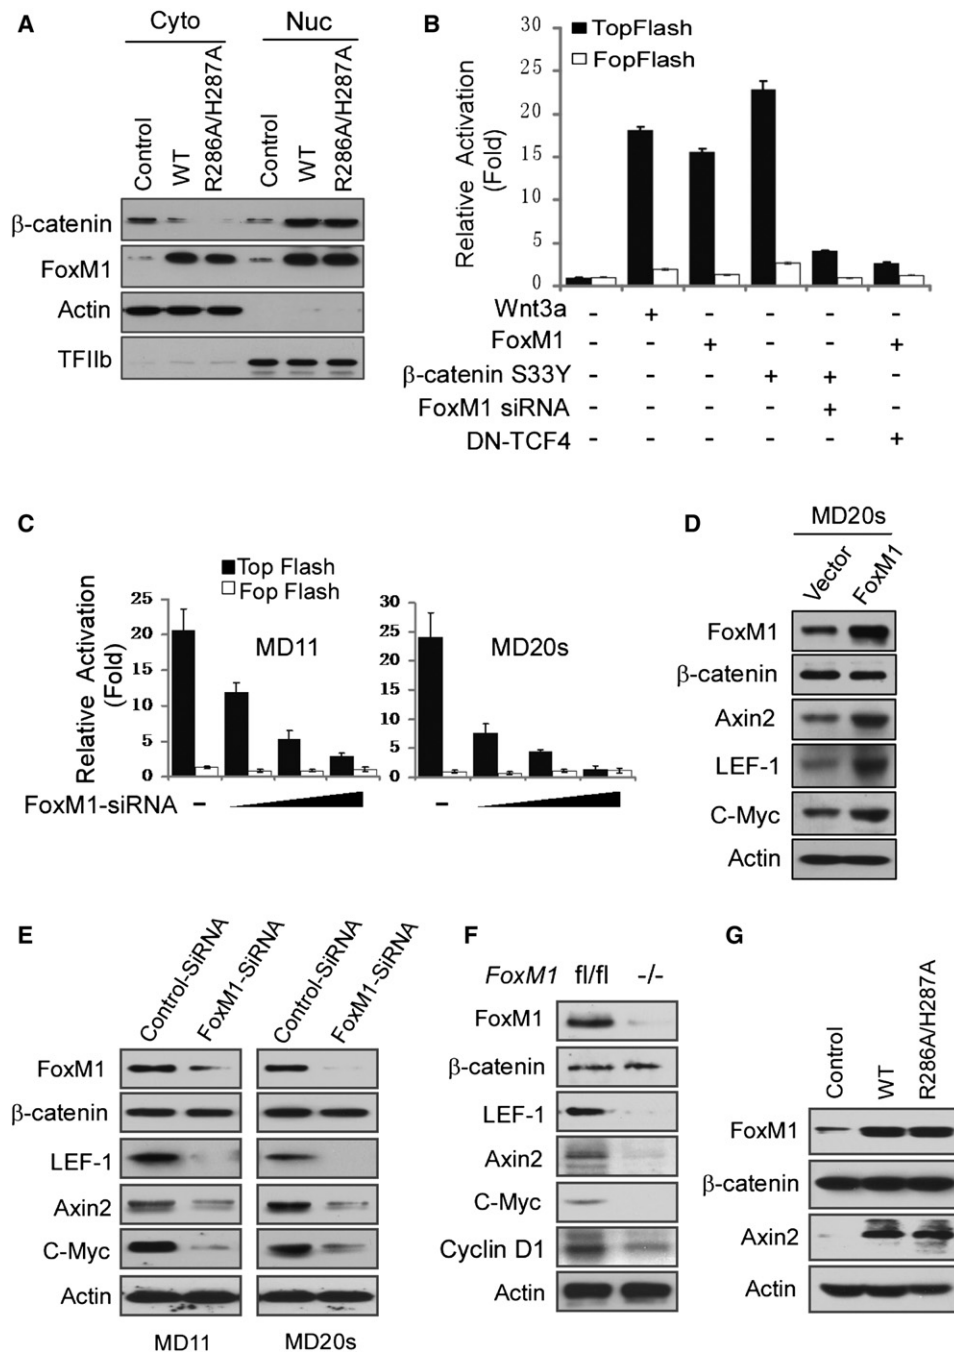 A
Cyto Nuc
Control WT R286A/H287A Control WT R286A/H287A
β-catenin
FoxM1
Actin
TFIIb
B
Relative Activation
(Fold)
30
25
20
15
10
5
0
TopFlash
FopFlash
Wnt3a - + - - - -
FoxM1 - - + - - +
β-catenin S33Y - - - + + -
FoxM1 siRNA - - - - + -
DN-TCF4 - - - - - +
C
Top Flash
Fop Flash
Relative Activation
(Fold)
25
20
15
10
5
0
MD11
30
25
20
15
10
5
0
MD20s
FoxM1-siRNA – –
D
MD20s
Vector FoxM1
FoxM1
β-catenin
Axin2
LEF-1
C-Myc
Actin
E
Control-SiRNA FoxM1-SiRNA Control-SiRNA FoxM1-SiRNA
FoxM1
β-catenin
LEF-1
Axin2
C-Myc
Actin
MD11 MD20s
F
FoxM1 fl/fl -/-
FoxM1
β-catenin
LEF-1
Axin2
C-Myc
Cyclin D1
Actin
G
Control WT R286A/H287A
FoxM1
β-catenin
Axin2
Actin